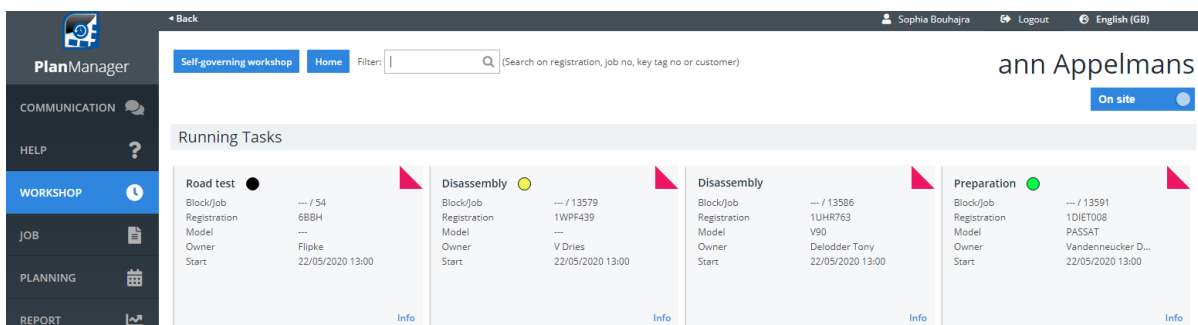 ◂ Back
Sophia Bouhajra
Logout
English (GB)
PlanManager
COMMUNICATION
HELP
WORKSHOP
JOB
PLANNING
REPORT
Self-governing workshop
Home
Filter:
(Search on registration, job no, key tag no or customer)
ann Appelmans
On site
Running Tasks
Road test
Block/Job --- / 54
Registration 6BBH
Model ---
Owner Flipke
Start 22/05/2020 13:00
Info
Disassembly
Block/Job --- / 13579
Registration 1WPF439
Model ---
Owner V Dries
Start 22/05/2020 13:00
Info
Disassembly
Block/Job --- / 13586
Registration 1UHR763
Model V90
Owner Delodder Tony
Start 22/05/2020 13:00
Info
Preparation
Block/Job --- / 13591
Registration 1DIET008
Model PASSAT
Owner Vandenneucker D...
Start 22/05/2020 13:00
Info